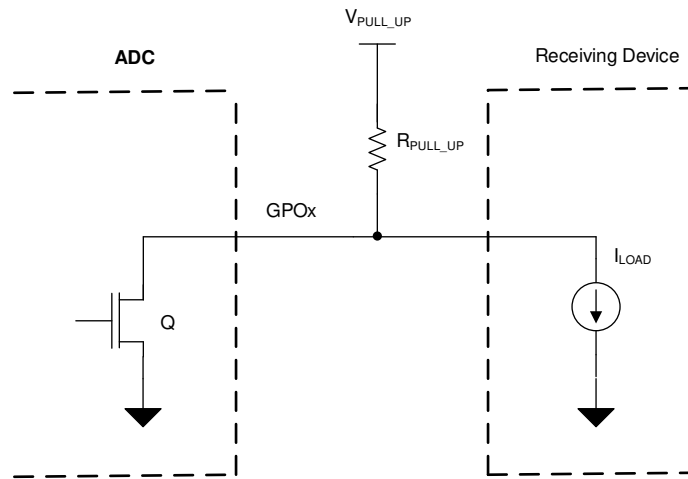 V_PULL_UP
ADC
Receiving Device
R_PULL_UP
GPOx
I_LOAD
Q